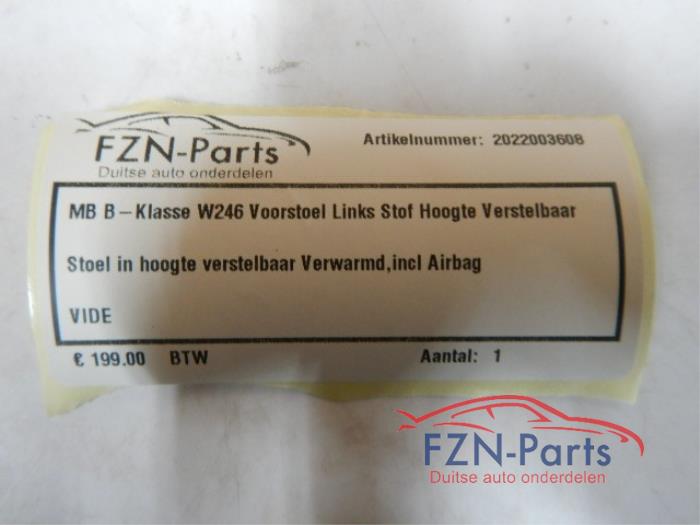 FZN-Parts
Duitse auto onderdelen
Artikelnummer: 2022003608
MB B-Klasse W246 Voorstoel Links Stof Hoogte Verstelbaar
Stoel in hoogte verstelbaar Verwarmd,incl Airbag
VIDE
€ 199.00 BTW
Aantal: 1
FZN-Parts
Duitse auto onderdelen